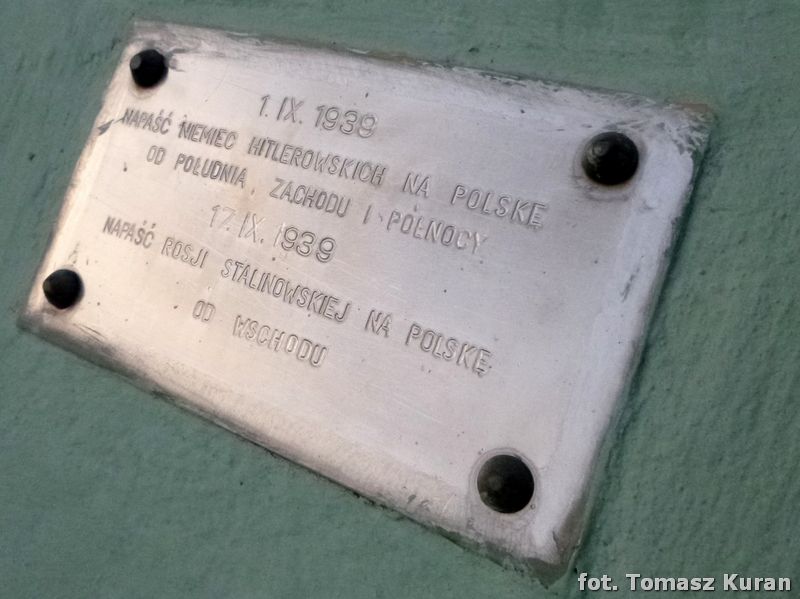 1. IX. 1939
NAPAŚĆ NIEMIEC HITLEROWSKICH NA POLSKĘ
OD POŁUDNIA, ZACHODU I PÓŁNOCY
17. IX. 1939
NAPAŚĆ ROSJI STALINOWSKIEJ NA POLSKĘ
OD WSCHODU
fot. Tomasz Kuran